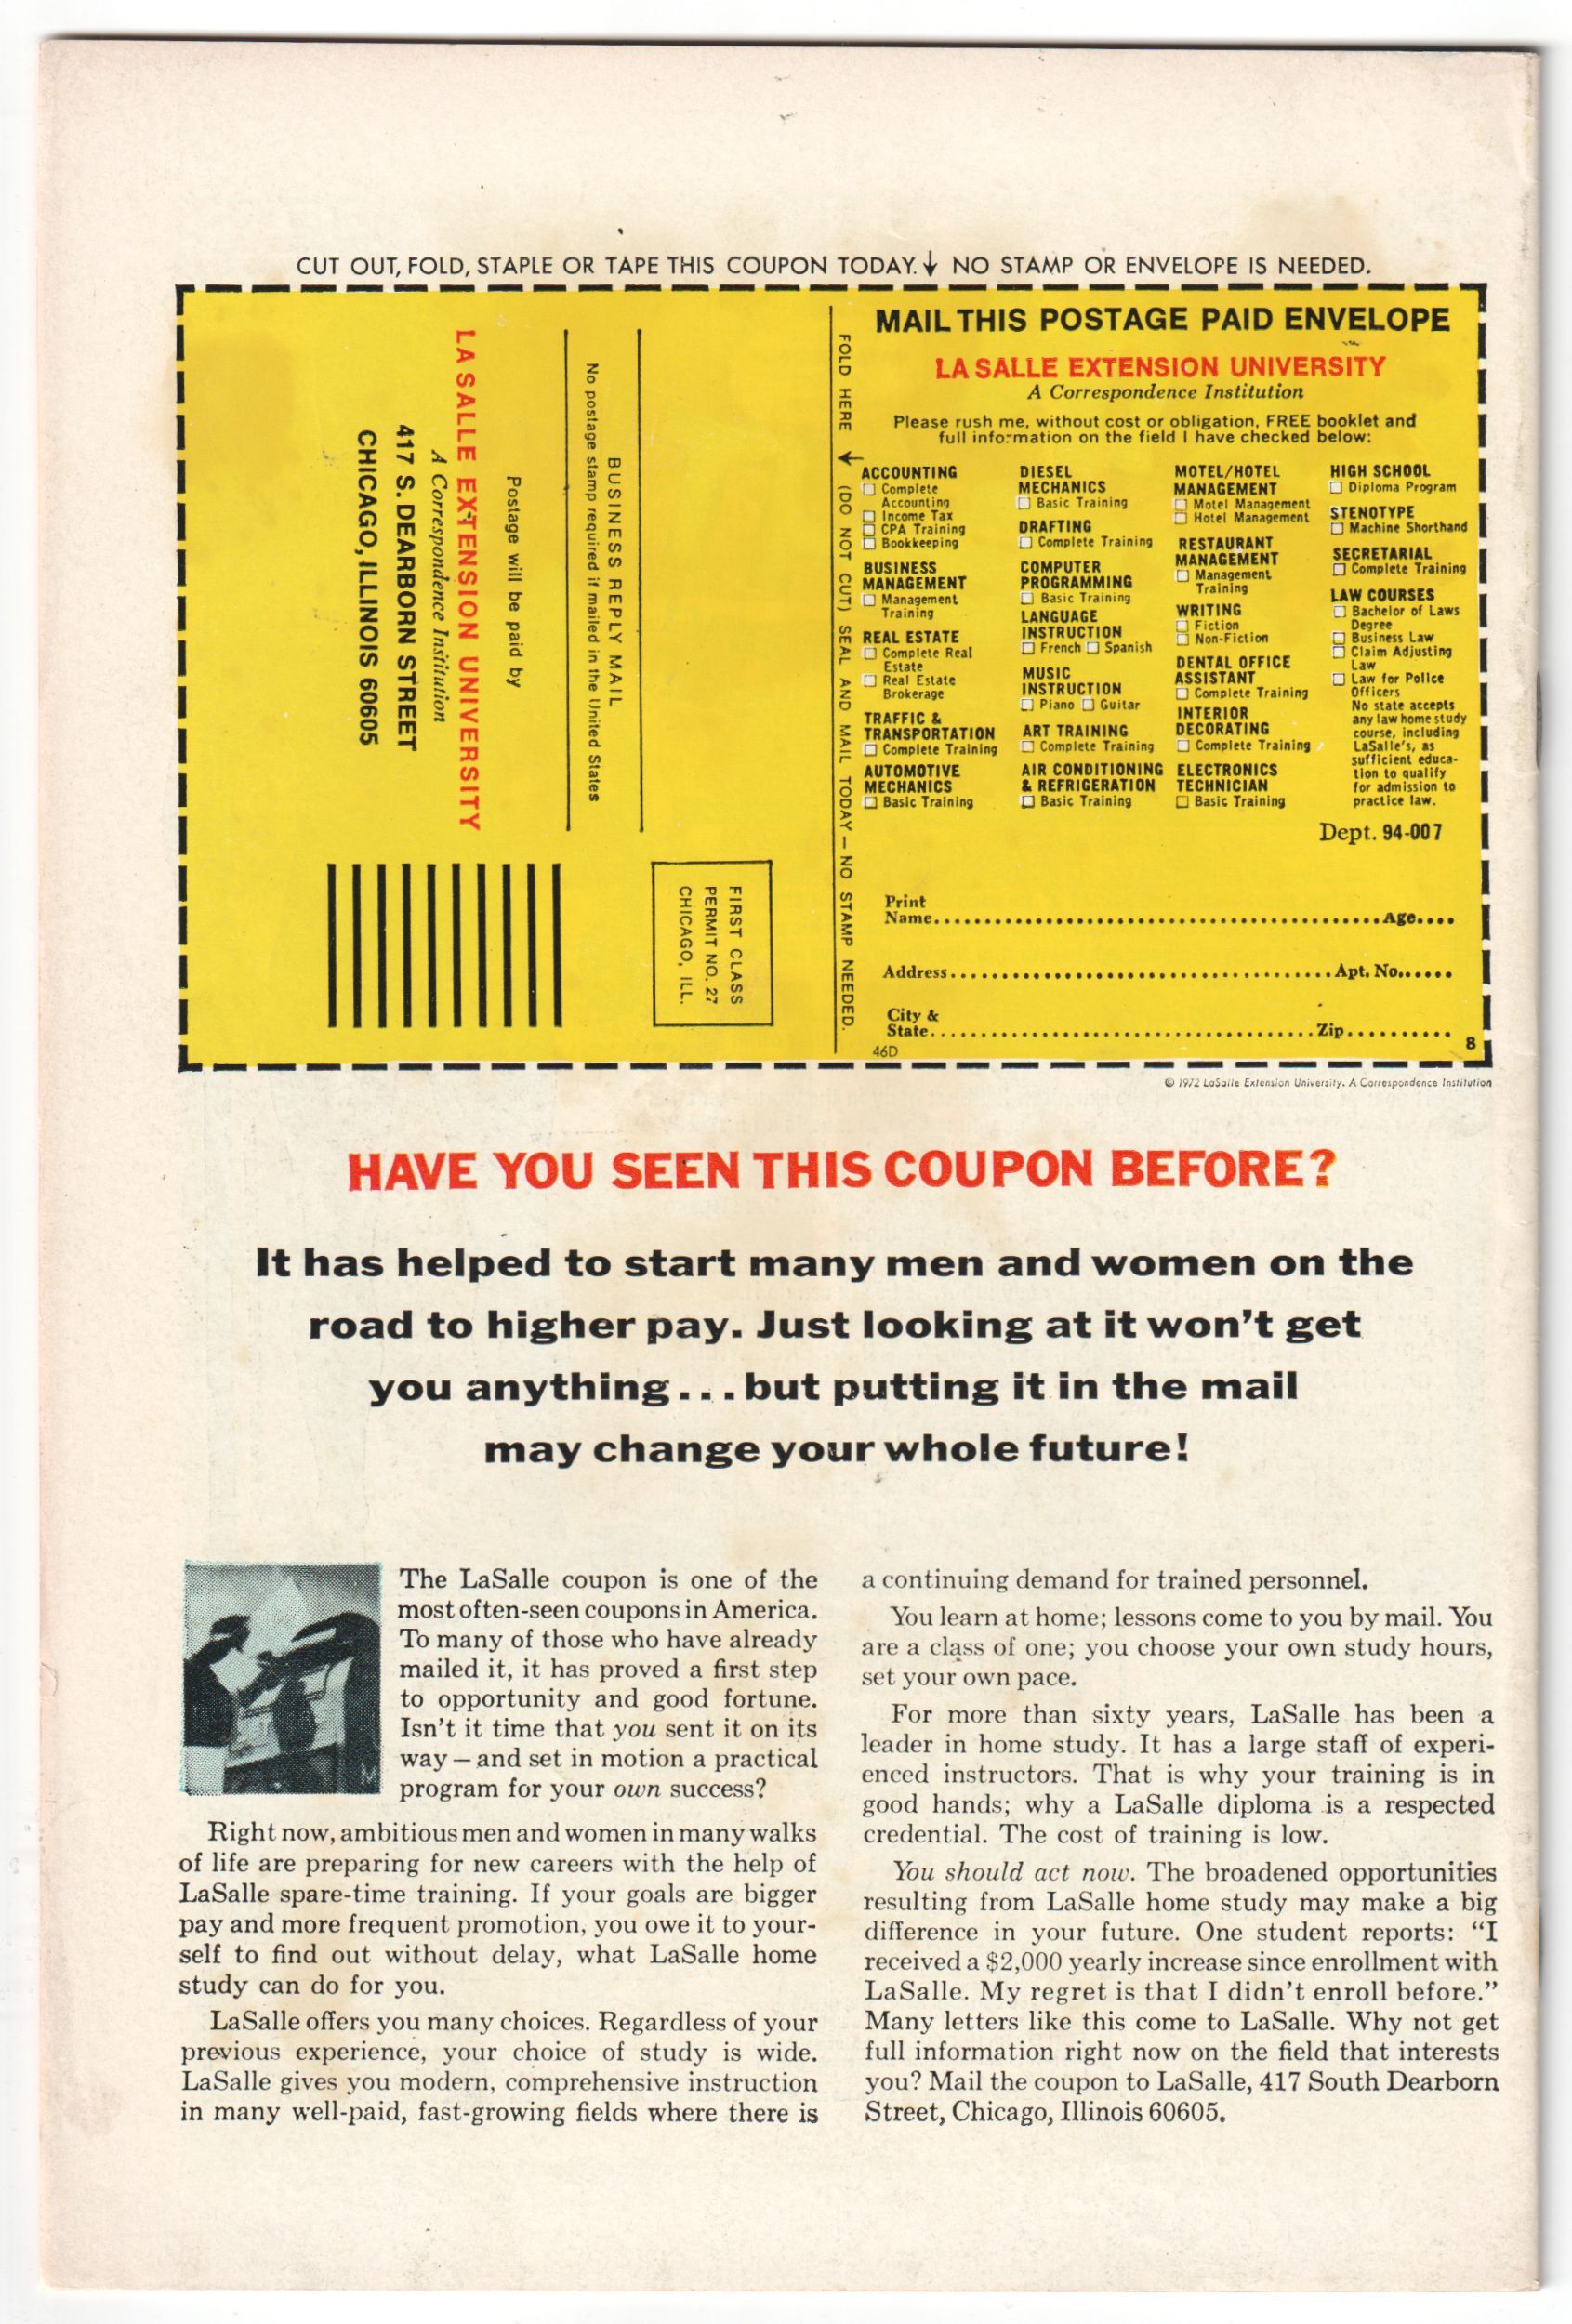 CUT OUT, FOLD, STAPLE OR TAPE THIS COUPON TODAY. ↓ NO STAMP OR ENVELOPE IS NEEDED.
LA SALLE EXTENSION UNIVERSITY
A Correspondence Institution
417 S. DEARBORN STREET
CHICAGO, ILLINOIS 60605
Postage will be paid by
No postage stamp required if mailed in the United States
BUSINESS REPLY MAIL
FIRST CLASS
PERMIT NO. 27
CHICAGO, ILL.
FOLD HERE ↓ (DO NOT CUT) SEAL AND MAIL TODAY — NO STAMP NEEDED.
MAIL THIS POSTAGE PAID ENVELOPE
LA SALLE EXTENSION UNIVERSITY
A Correspondence Institution
Please rush me, without cost or obligation, FREE booklet and
full information on the field I have checked below:
ACCOUNTING
☐ Complete
Accounting
☐ Income Tax
☐ CPA Training
☐ Bookkeeping
BUSINESS
MANAGEMENT
☐ Management
Training
REAL ESTATE
☐ Complete Real
Estate
☐ Real Estate
Brokerage
TRAFFIC &
TRANSPORTATION
☐ Complete Training
AUTOMOTIVE
MECHANICS
☐ Basic Training
DIESEL
MECHANICS
☐ Basic Training
DRAFTING
☐ Complete Training
COMPUTER
PROGRAMMING
☐ Basic Training
LANGUAGE
INSTRUCTION
☐ French ☐ Spanish
MUSIC
INSTRUCTION
☐ Piano ☐ Guitar
ART TRAINING
☐ Complete Training
AIR CONDITIONING
& REFRIGERATION
☐ Basic Training
MOTEL/HOTEL
MANAGEMENT
☐ Motel Management
☐ Hotel Management
RESTAURANT
MANAGEMENT
☐ Management
Training
WRITING
☐ Fiction
☐ Non-Fiction
DENTAL OFFICE
ASSISTANT
☐ Complete Training
INTERIOR
DECORATING
☐ Complete Training
ELECTRONICS
TECHNICIAN
☐ Basic Training
HIGH SCHOOL
☐ Diploma Program
STENOTYPE
☐ Machine Shorthand
SECRETARIAL
☐ Complete Training
LAW COURSES
☐ Bachelor of Laws
Degree
☐ Business Law
☐ Claim Adjusting
Law
☐ Law for Police
Officers
No state accepts
any law home study
course, including
LaSalle's, as
sufficient educa-
tion to qualify
for admission to
practice law.
Dept. 94-007
Print
Name.............................................Age....
Address.....................................Apt. No......
City &
State.....................................Zip..........
46D
8
© 1972 LaSalle Extension University. A Correspondence Institution
HAVE YOU SEEN THIS COUPON BEFORE?
It has helped to start many men and women on the
road to higher pay. Just looking at it won't get
you anything...but putting it in the mail
may change your whole future!
The LaSalle coupon is one of the
most often-seen coupons in America.
To many of those who have already
mailed it, it has proved a first step
to opportunity and good fortune.
Isn't it time that you sent it on its
way — and set in motion a practical
program for your own success?
Right now, ambitious men and women in many walks
of life are preparing for new careers with the help of
LaSalle spare-time training. If your goals are bigger
pay and more frequent promotion, you owe it to your-
self to find out without delay, what LaSalle home
study can do for you.
LaSalle offers you many choices. Regardless of your
previous experience, your choice of study is wide.
LaSalle gives you modern, comprehensive instruction
in many well-paid, fast-growing fields where there is
a continuing demand for trained personnel.
You learn at home; lessons come to you by mail. You
are a class of one; you choose your own study hours,
set your own pace.
For more than sixty years, LaSalle has been a
leader in home study. It has a large staff of experi-
enced instructors. That is why your training is in
good hands; why a LaSalle diploma is a respected
credential. The cost of training is low.
You should act now. The broadened opportunities
resulting from LaSalle home study may make a big
difference in your future. One student reports: "I
received a $2,000 yearly increase since enrollment with
LaSalle. My regret is that I didn't enroll before."
Many letters like this come to LaSalle. Why not get
full information right now on the field that interests
you? Mail the coupon to LaSalle, 417 South Dearborn
Street, Chicago, Illinois 60605.